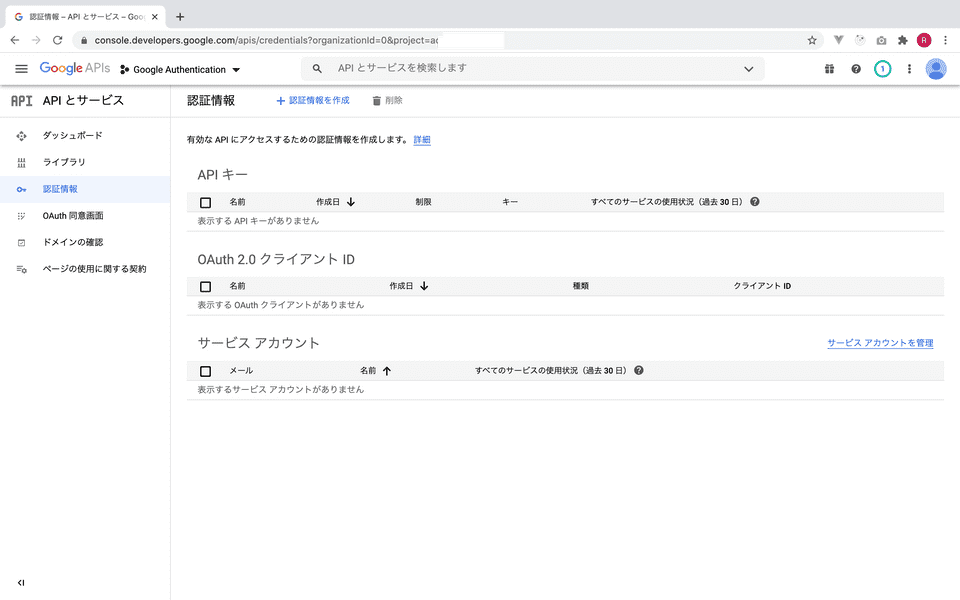 認証情報 – API とサービス – Goo
console.developers.google.com/apis/credentials?organizationId=0&project=ac
R
Google APIs
Google Authentication
API とサービスを検索します
1
API API とサービス
認証情報
認証情報を作成
削除
ダッシュボード
ライブラリ
認証情報
OAuth 同意画面
ドメインの確認
ページの使用に関する契約
有効な API にアクセスするための認証情報を作成します。 詳細
API キー
名前 作成日 制限 キー すべてのサービスの使用状況（過去 30 日）
表示する API キーがありません
OAuth 2.0 クライアント ID
名前 作成日 種類 クライアント ID
表示する OAuth クライアントがありません
サービス アカウント
サービス アカウントを管理
メール 名前 すべてのサービスの使用状況（過去 30 日）
表示するサービス アカウントがありません